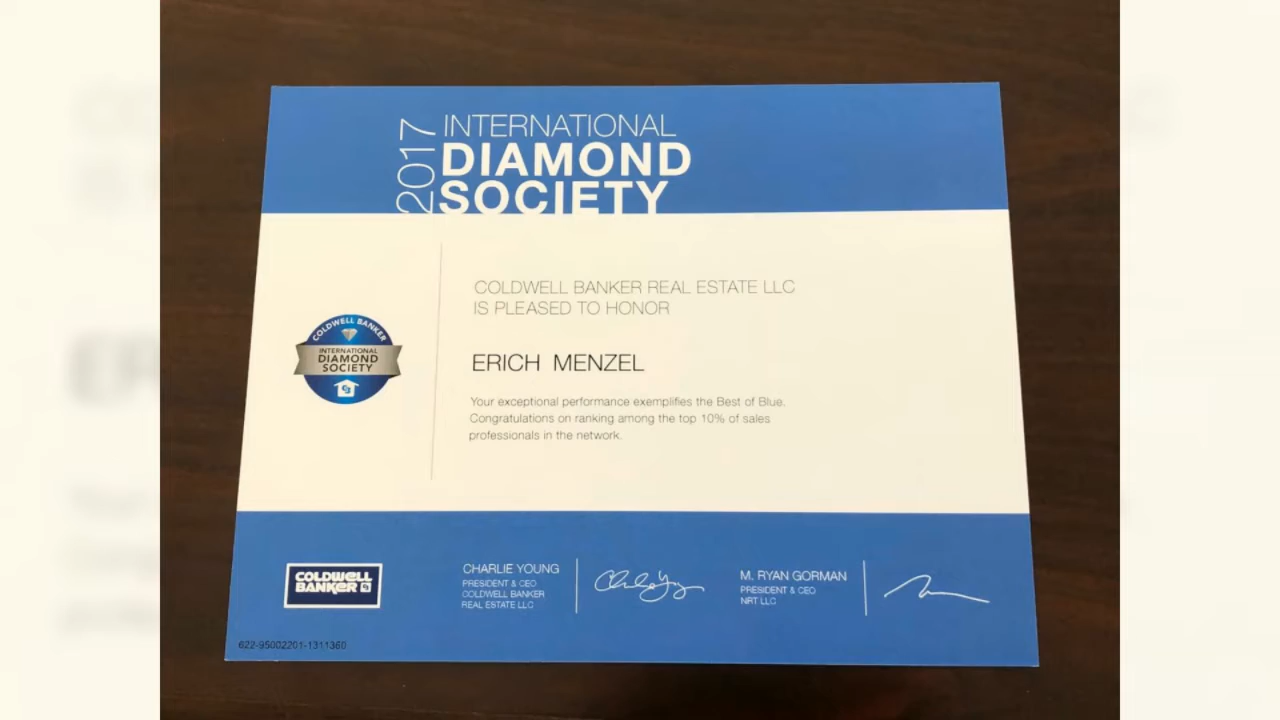 2017
INTERNATIONAL
DIAMOND
SOCIETY
COLDWELL BANKER REAL ESTATE LLC
IS PLEASED TO HONOR
ERICH MENZEL
Your exceptional performance exemplifies the Best of Blue.
Congratulations on ranking among the top 10% of sales
professionals in the network.
COLDWELL BANKER
INTERNATIONAL
DIAMOND
SOCIETY
COLDWELL
BANKER
CHARLIE YOUNG
PRESIDENT & CEO
COLDWELL BANKER
REAL ESTATE LLC
M. RYAN GORMAN
PRESIDENT & CEO
NRT LLC
622-95002201-1311360